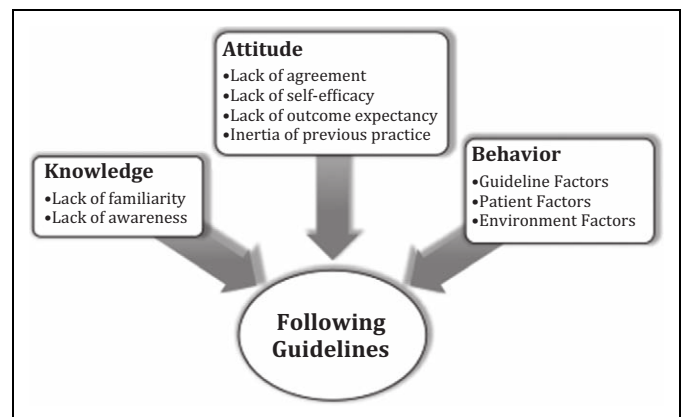 Attitude
•Lack of agreement
•Lack of self-efficacy
•Lack of outcome expectancy
•Inertia of previous practice
Knowledge
•Lack of familiarity
•Lack of awareness
Behavior
•Guideline Factors
•Patient Factors
•Environment Factors
Following
Guidelines